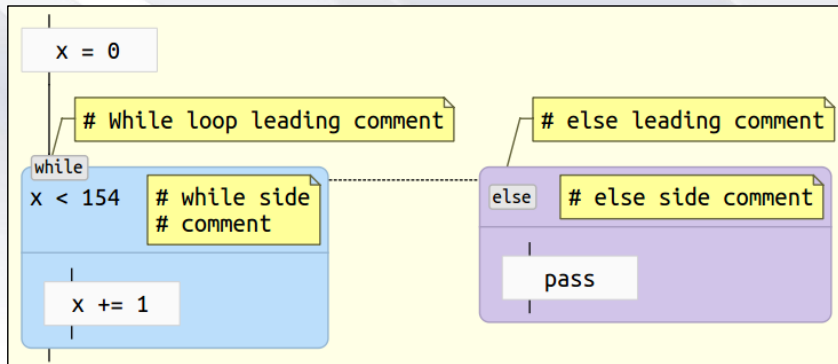 x = 0
# While loop leading comment
# else leading comment
while
x < 154
# while side
# comment
else
# else side comment
x += 1
pass